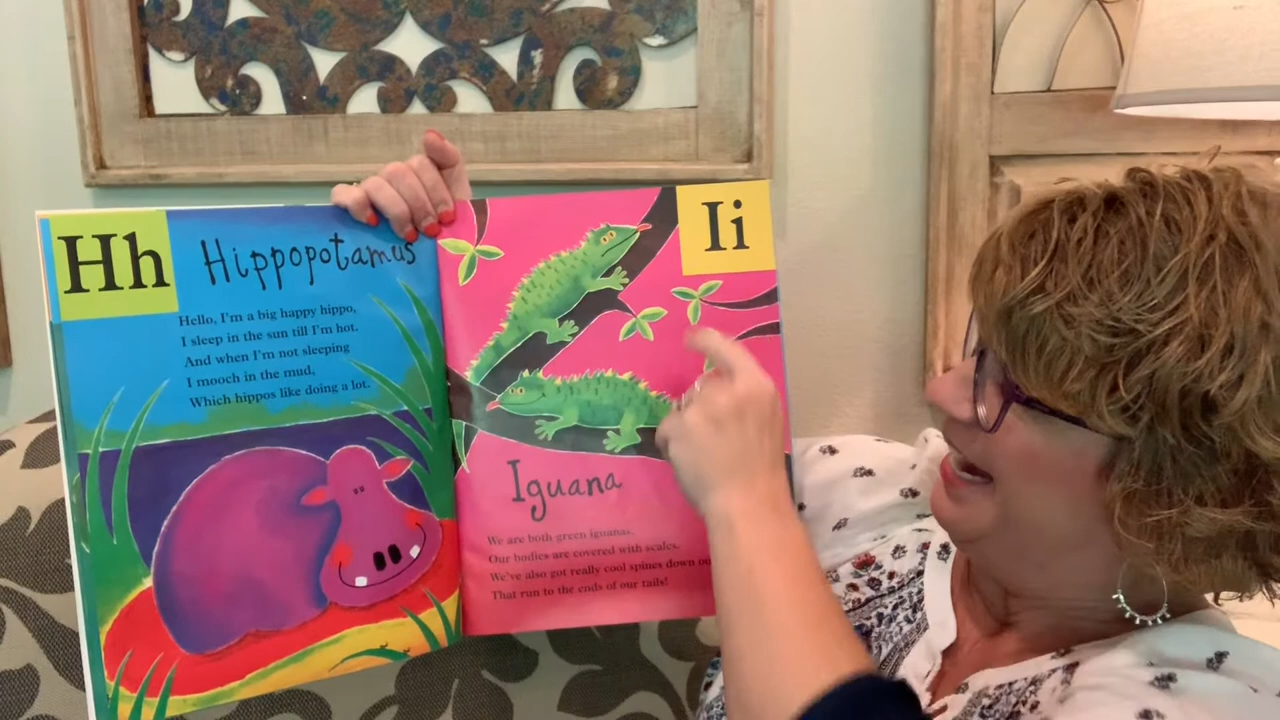 Hh
Hippopotamus
Hello, I'm a big happy hippo,
I sleep in the sun till I'm hot.
And when I'm not sleeping
I mooch in the mud,
Which hippos like doing a lot.
Ii
Iguana
We are both green iguanas,
Our bodies are covered with scales,
We've also got really cool spines down
That run to the ends of our tails!